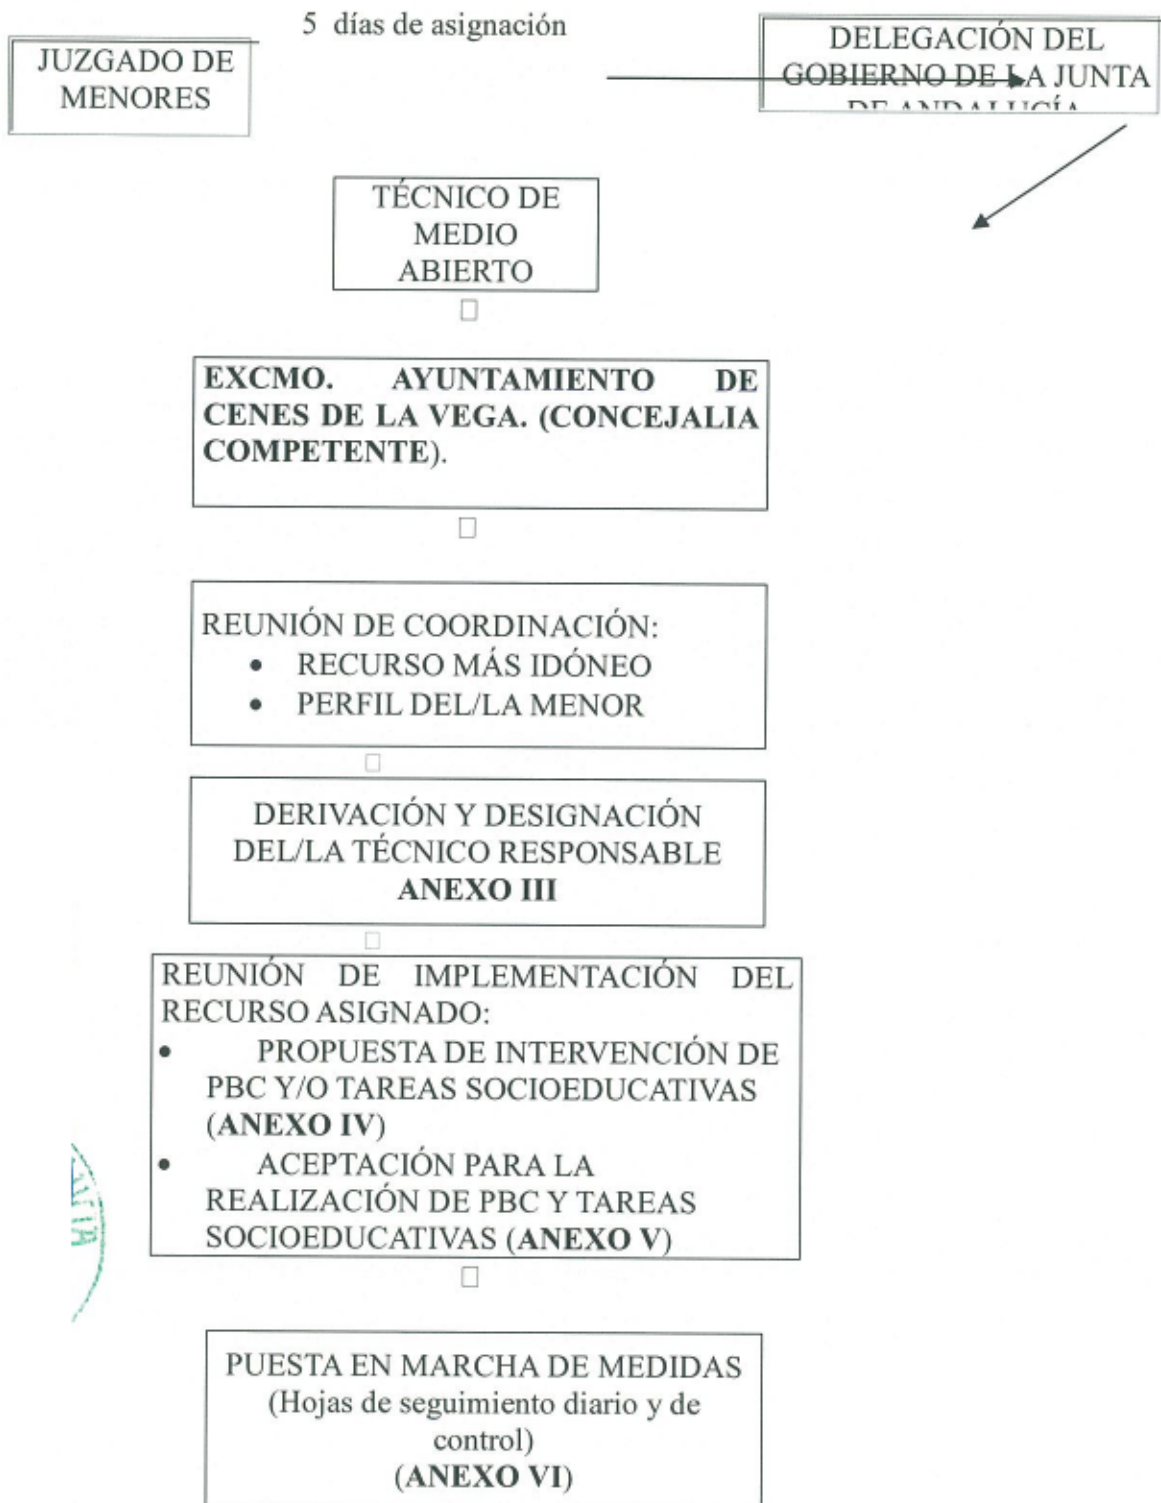 5 días de asignación
JUZGADO DE
MENORES
DELEGACIÓN DEL
GOBIERNO DE LA JUNTA
DE ANDALUCÍA
TÉCNICO DE
MEDIO
ABIERTO
EXCMO. AYUNTAMIENTO DE
CENES DE LA VEGA. (CONCEJALIA
COMPETENTE).
REUNIÓN DE COORDINACIÓN:
• RECURSO MÁS IDÓNEO
• PERFIL DEL/LA MENOR
DERIVACIÓN Y DESIGNACIÓN
DEL/LA TÉCNICO RESPONSABLE
ANEXO III
REUNIÓN DE IMPLEMENTACIÓN DEL
RECURSO ASIGNADO:
• PROPUESTA DE INTERVENCIÓN DE
PBC Y/O TAREAS SOCIOEDUCATIVAS
(ANEXO IV)
• ACEPTACIÓN PARA LA
REALIZACIÓN DE PBC Y TAREAS
SOCIOEDUCATIVAS (ANEXO V)
PUESTA EN MARCHA DE MEDIDAS
(Hojas de seguimiento diario y de
control)
(ANEXO VI)